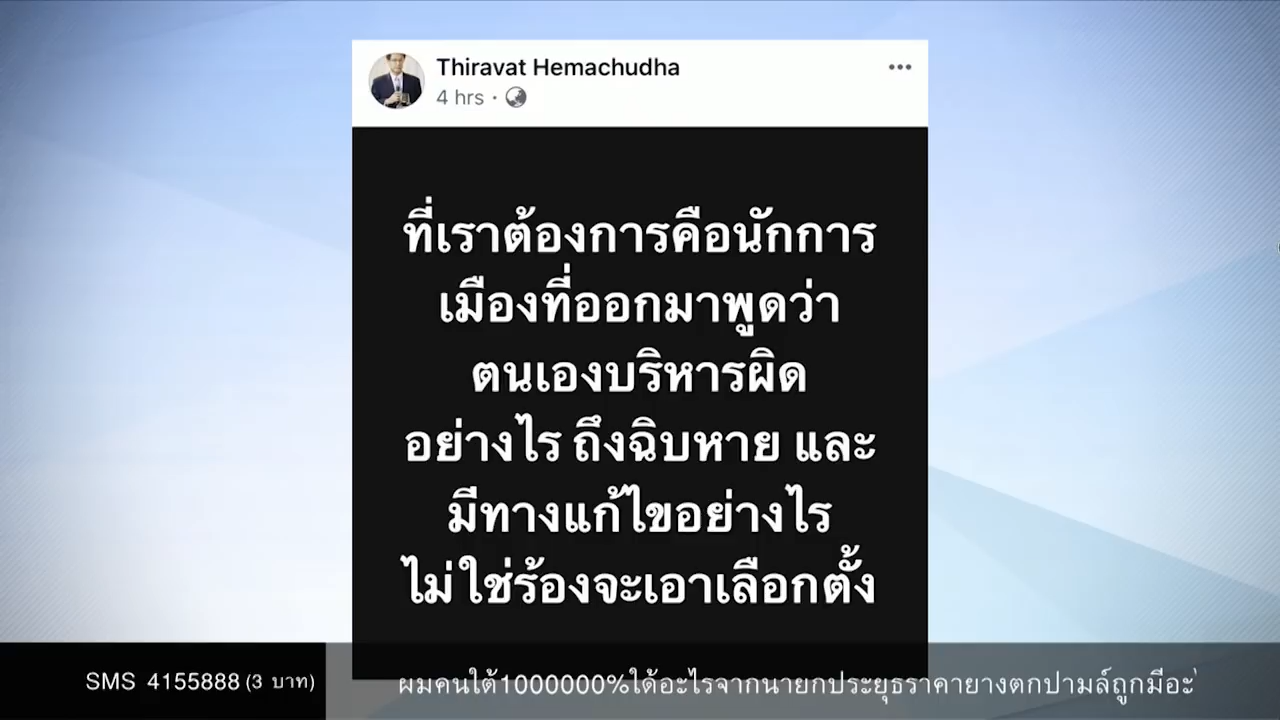 Thiravat Hemachudha
4 hrs ·
ที่เราต้องการคือนักการ
เมืองที่ออกมาพูดว่า
ตนเองบริหารผิด
อย่างไร ถึงฉิบหาย และ
มีทางแก้ไขอย่างไร
ไม่ใช่ร้องจะเอาเลือกตั้ง
SMS 4155888 (3 บาท)
ผมคนใต้1000000%ใด้อะไรจากนายกประยุธราคายางตกปามล์ถูกมีอะ